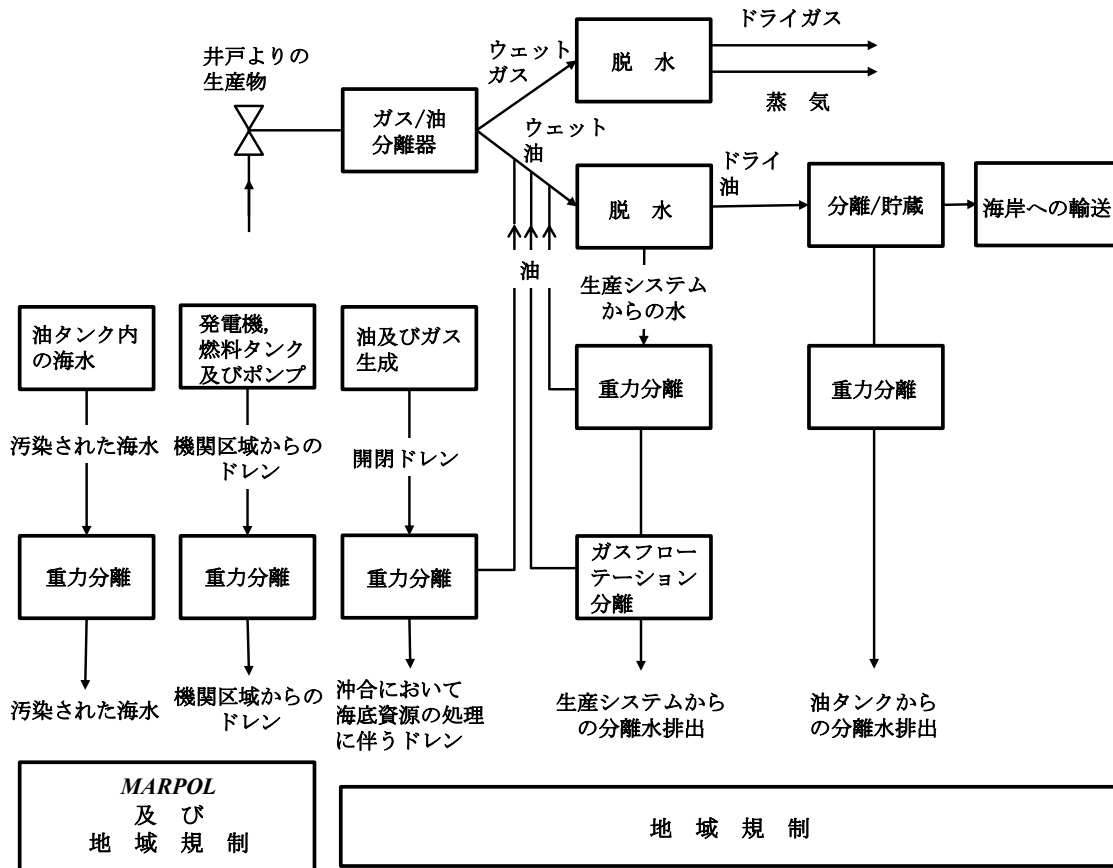 ドライガス
井戸よりの
生産物
ウェット
ガス
脱　水
蒸　気
ガス/油
分離器
ウェット
油
ドライ
油
脱　水
分離/貯蔵
海岸への輸送
油
生産システム
からの水
油タンク内
の海水
発電機,
燃料タンク
及びポンプ
油及びガス
生成
重力分離
重力分離
汚染された海水
機関区域からの
ドレン
開閉ドレン
重力分離
重力分離
重力分離
ガスフロー
テーション
分離
汚染された海水
機関区域からの
ドレン
沖合において
海底資源の処理
に伴うドレン
生産システムから
の分離水排出
油タンクから
の分離水排出
MARPOL
及　び
地　域　規　制
地　域　規　制